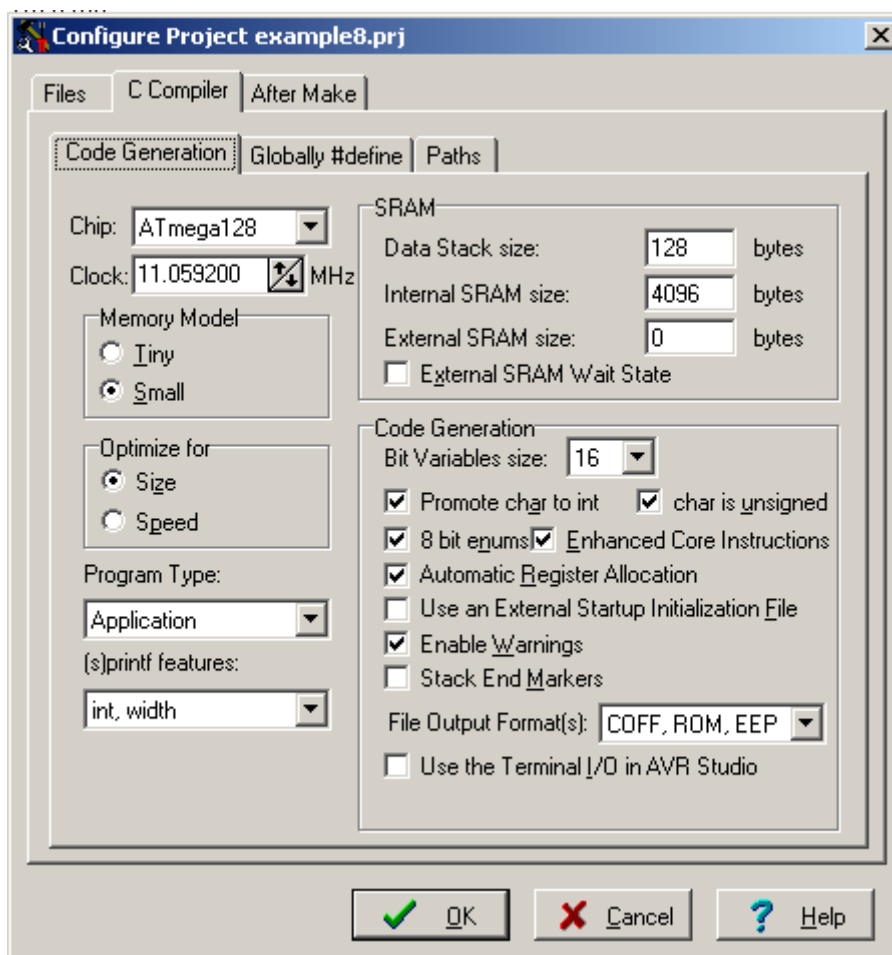 Configure Project example8.prj
Files C Compiler After Make
Code Generation Globally #define Paths
Chip: ATmega128
Clock: 11.059200 MHz
Memory Model
Tiny
Small
Optimize for
Size
Speed
Program Type:
Application
(s)printf features:
int, width
SRAM
Data Stack size: 128 bytes
Internal SRAM size: 4096 bytes
External SRAM size: 0 bytes
External SRAM Wait State
Code Generation
Bit Variables size: 16
Promote char to int char is unsigned
8 bit enums Enhanced Core Instructions
Automatic Register Allocation
Use an External Startup Initialization File
Enable Warnings
Stack End Markers
File Output Format(s): COFF, ROM, EEP
Use the Terminal I/O in AVR Studio
OK Cancel Help